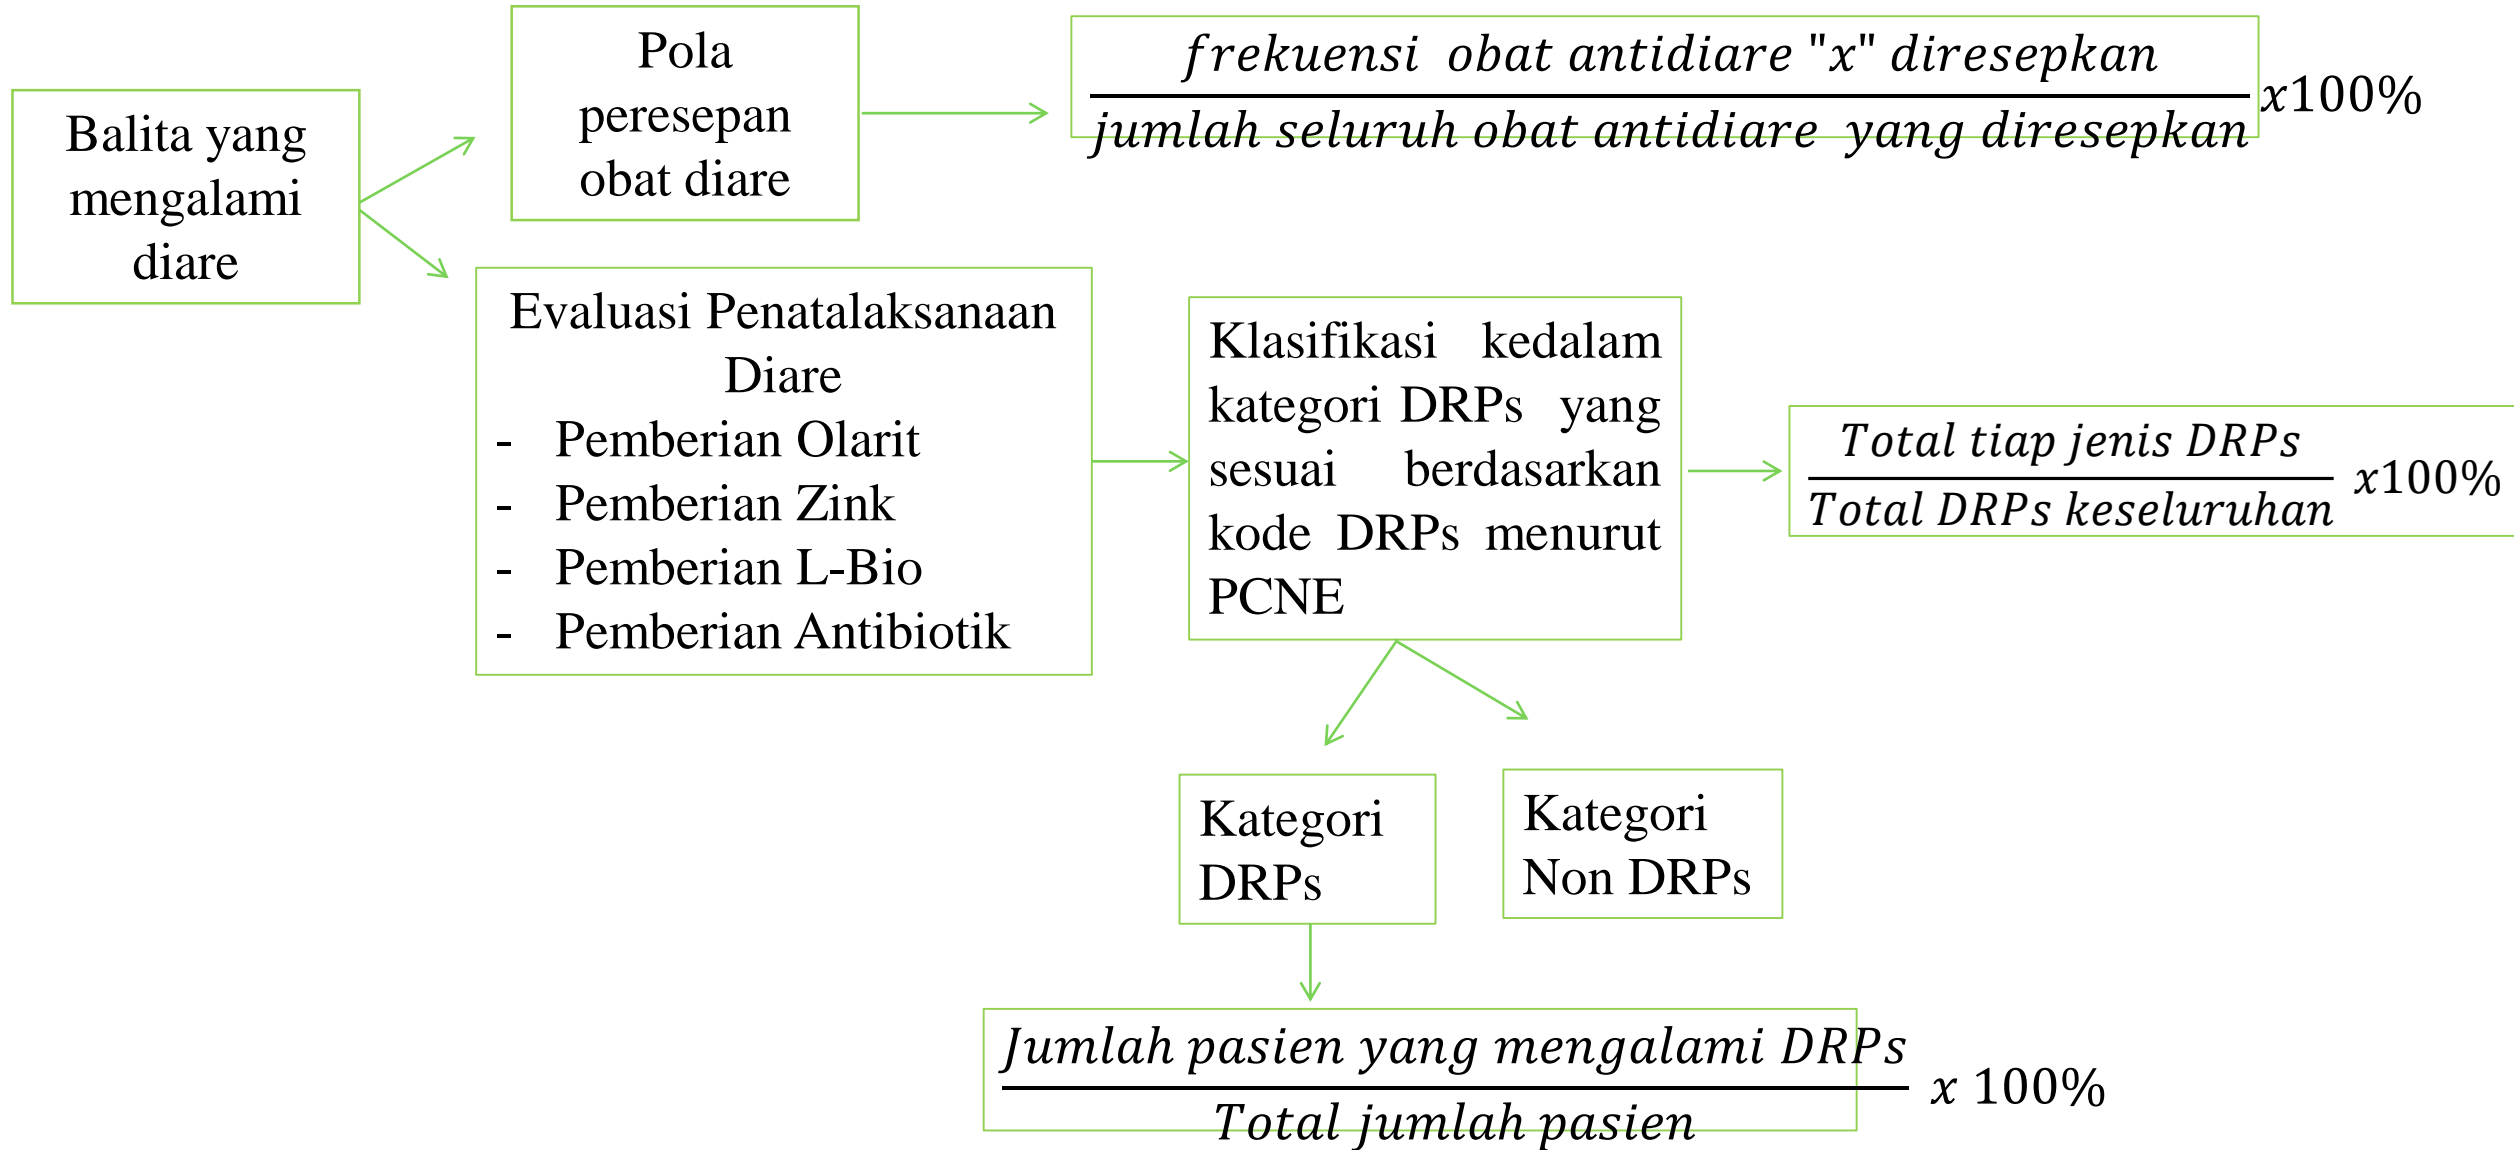 Balita yang
mengalami
diare
Pola
peresepan
obat diare
frekuensi obat antidiare "x" diresepkan
jumlah seluruh obat antidiare yang diresepkan
x100%
Evaluasi Penatalaksanaan
Diare
- Pemberian Olarit
- Pemberian Zink
- Pemberian L-Bio
- Pemberian Antibiotik
Klasifikasi kedalam
kategori DRPs yang
sesuai berdasarkan
kode DRPs menurut
PCNE
Total tiap jenis DRPs
Total DRPs keseluruhan
x100%
Kategori
DRPs
Kategori
Non DRPs
Jumlah pasien yang mengalami DRPs
Total jumlah pasien
x 100%